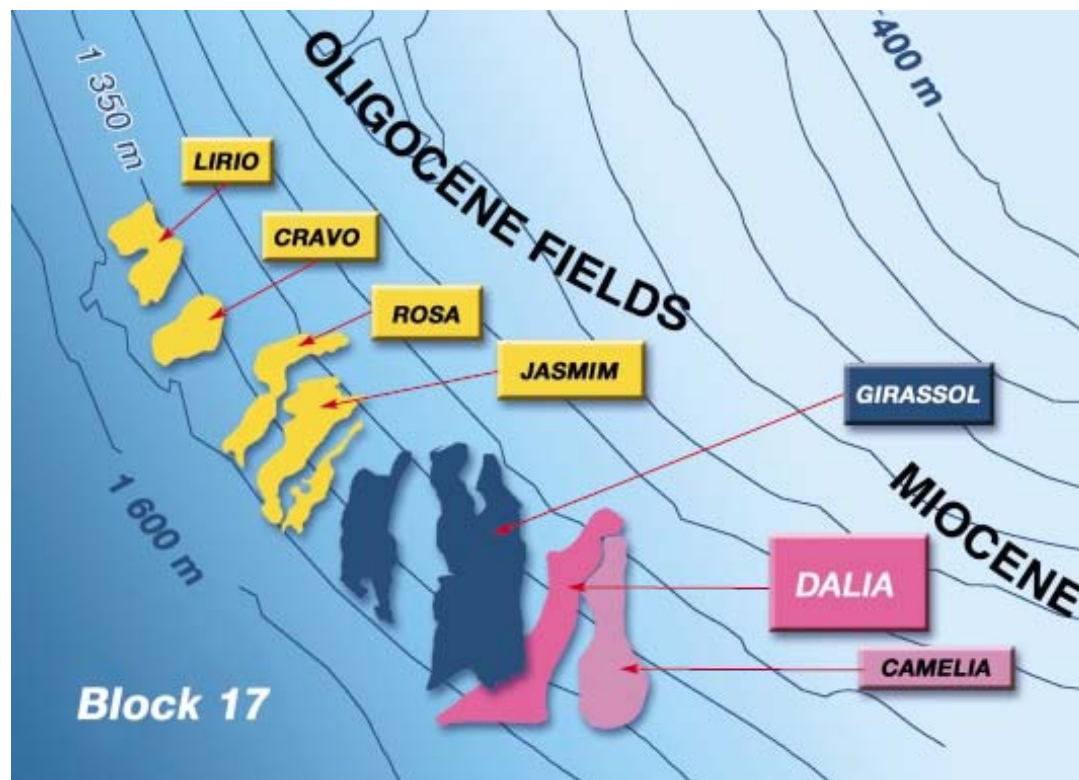 1 350 m
400 m
OLIGOCENE FIELDS
LIRIO
CRAVO
ROSA
JASMIM
GIRASSOL
MIOCENE
1 600 m
DALIA
CAMELIA
Block 17